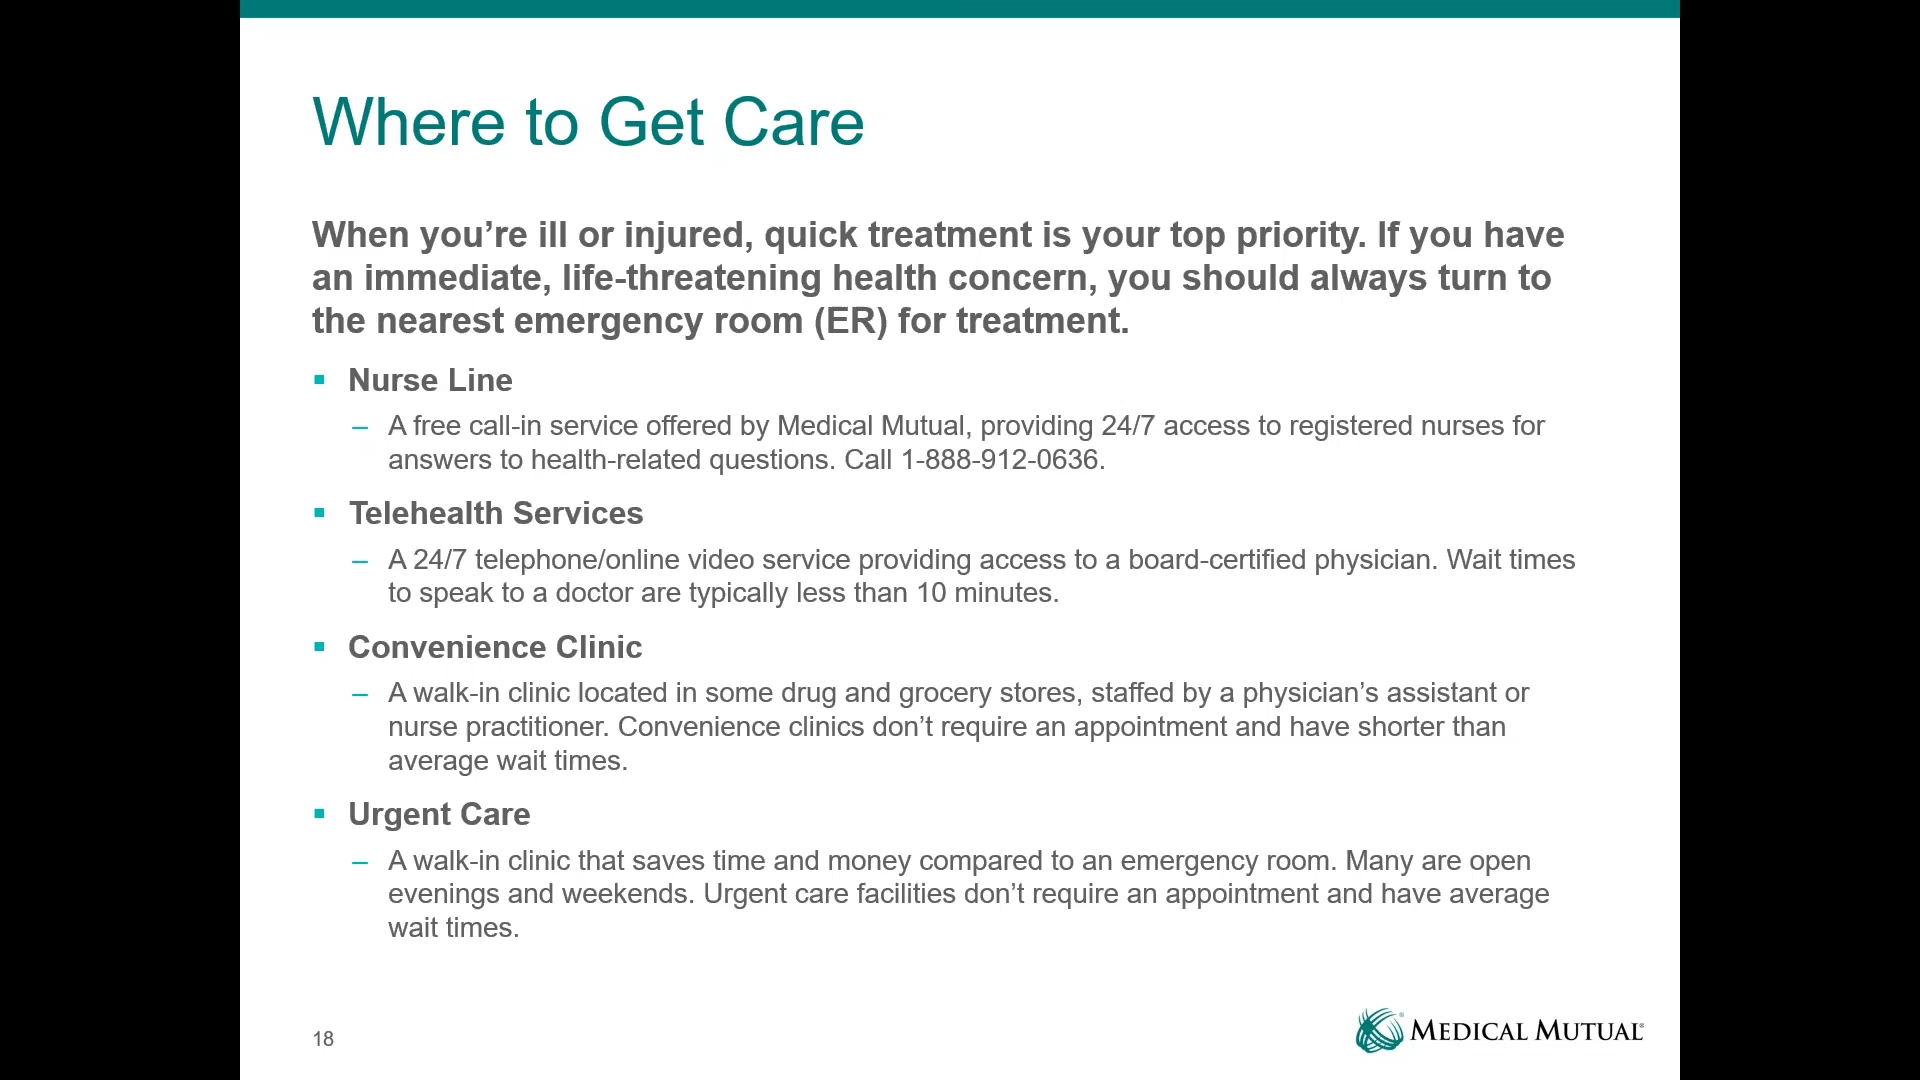 Where to Get Care
When you’re ill or injured, quick treatment is your top priority. If you have
an immediate, life-threatening health concern, you should always turn to
the nearest emergency room (ER) for treatment.
▪ Nurse Line
– A free call-in service offered by Medical Mutual, providing 24/7 access to registered nurses for
answers to health-related questions. Call 1-888-912-0636.
▪ Telehealth Services
– A 24/7 telephone/online video service providing access to a board-certified physician. Wait times
to speak to a doctor are typically less than 10 minutes.
▪ Convenience Clinic
– A walk-in clinic located in some drug and grocery stores, staffed by a physician’s assistant or
nurse practitioner. Convenience clinics don’t require an appointment and have shorter than
average wait times.
▪ Urgent Care
– A walk-in clinic that saves time and money compared to an emergency room. Many are open
evenings and weekends. Urgent care facilities don’t require an appointment and have average
wait times.
18
® MEDICAL MUTUAL®